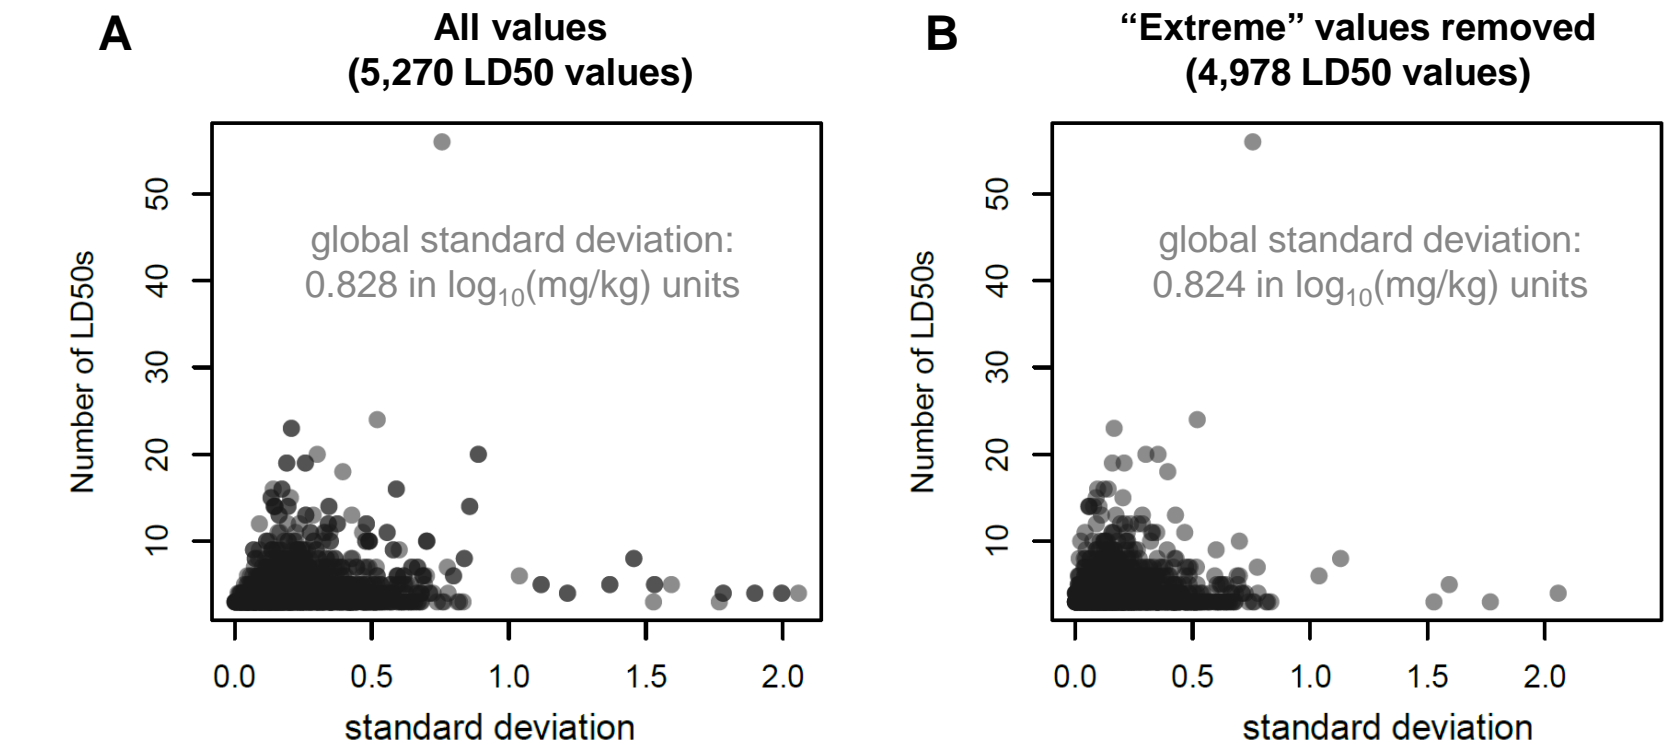 A
All values
(5,270 LD50 values)
global standard deviation:
0.828 in log10(mg/kg) units
Number of LD50s
50
40
30
20
10
0.0 0.5 1.0 1.5 2.0
standard deviation
B
“Extreme” values removed
(4,978 LD50 values)
global standard deviation:
0.824 in log10(mg/kg) units
Number of LD50s
50
40
30
20
10
0.0 0.5 1.0 1.5 2.0
standard deviation